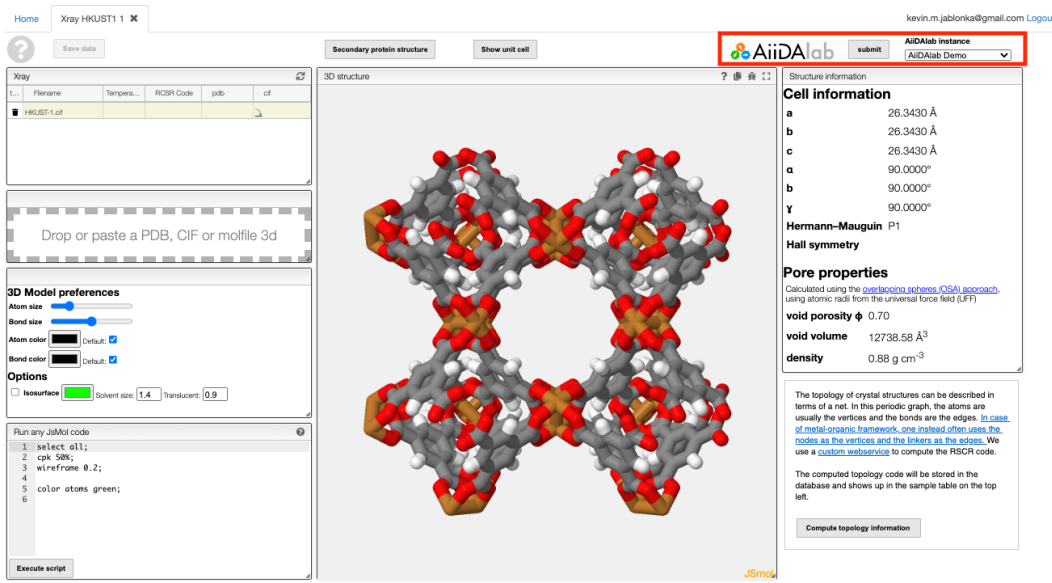 Home
Xray HKUST1 1 ✖
kevin.m.jablonka@gmail.com Logou
?
Save data
Secondary protein structure
Show unit cell
AiiDAlab
submit
AiiDAlab instance
AiiDAlab Demo
Xray
t...
Filename
Tempera...
RCSR Code
pdb
cif
HKUST-1.cif
Drop or paste a PDB, CIF or molfile 3d
3D Model preferences
Atom size
Bond size
Atom color
Default:
Bond color
Default:
Options
Isosurface
Solvent size: 1.4
Translucent: 0.9
Run any JsMol code
1 select all;
2 cpk 50%;
3 wireframe 0.2;
4
5 color atoms green;
6
Execute script
3D structure
JSmol
Structure information
Cell information
a 26.3430 Å
b 26.3430 Å
c 26.3430 Å
α 90.0000°
b 90.0000°
γ 90.0000°
Hermann–Mauguin P1
Hall symmetry
Pore properties
Calculated using the overlapping spheres (OSA) approach,
using atomic radii from the universal force field (UFF)
void porosity ϕ 0.70
void volume 12738.58 Å³
density 0.88 g cm⁻³
The topology of crystal structures can be described in
terms of a net. In this periodic graph, the atoms are
usually the vertices and the bonds are the edges. In case
of metal-organic framework, one instead often uses the
nodes as the vertices and the linkers as the edges. We
use a custom webservice to compute the RSCR code.
The computed topology code will be stored in the
database and shows up in the sample table on the top
left.
Compute topology information